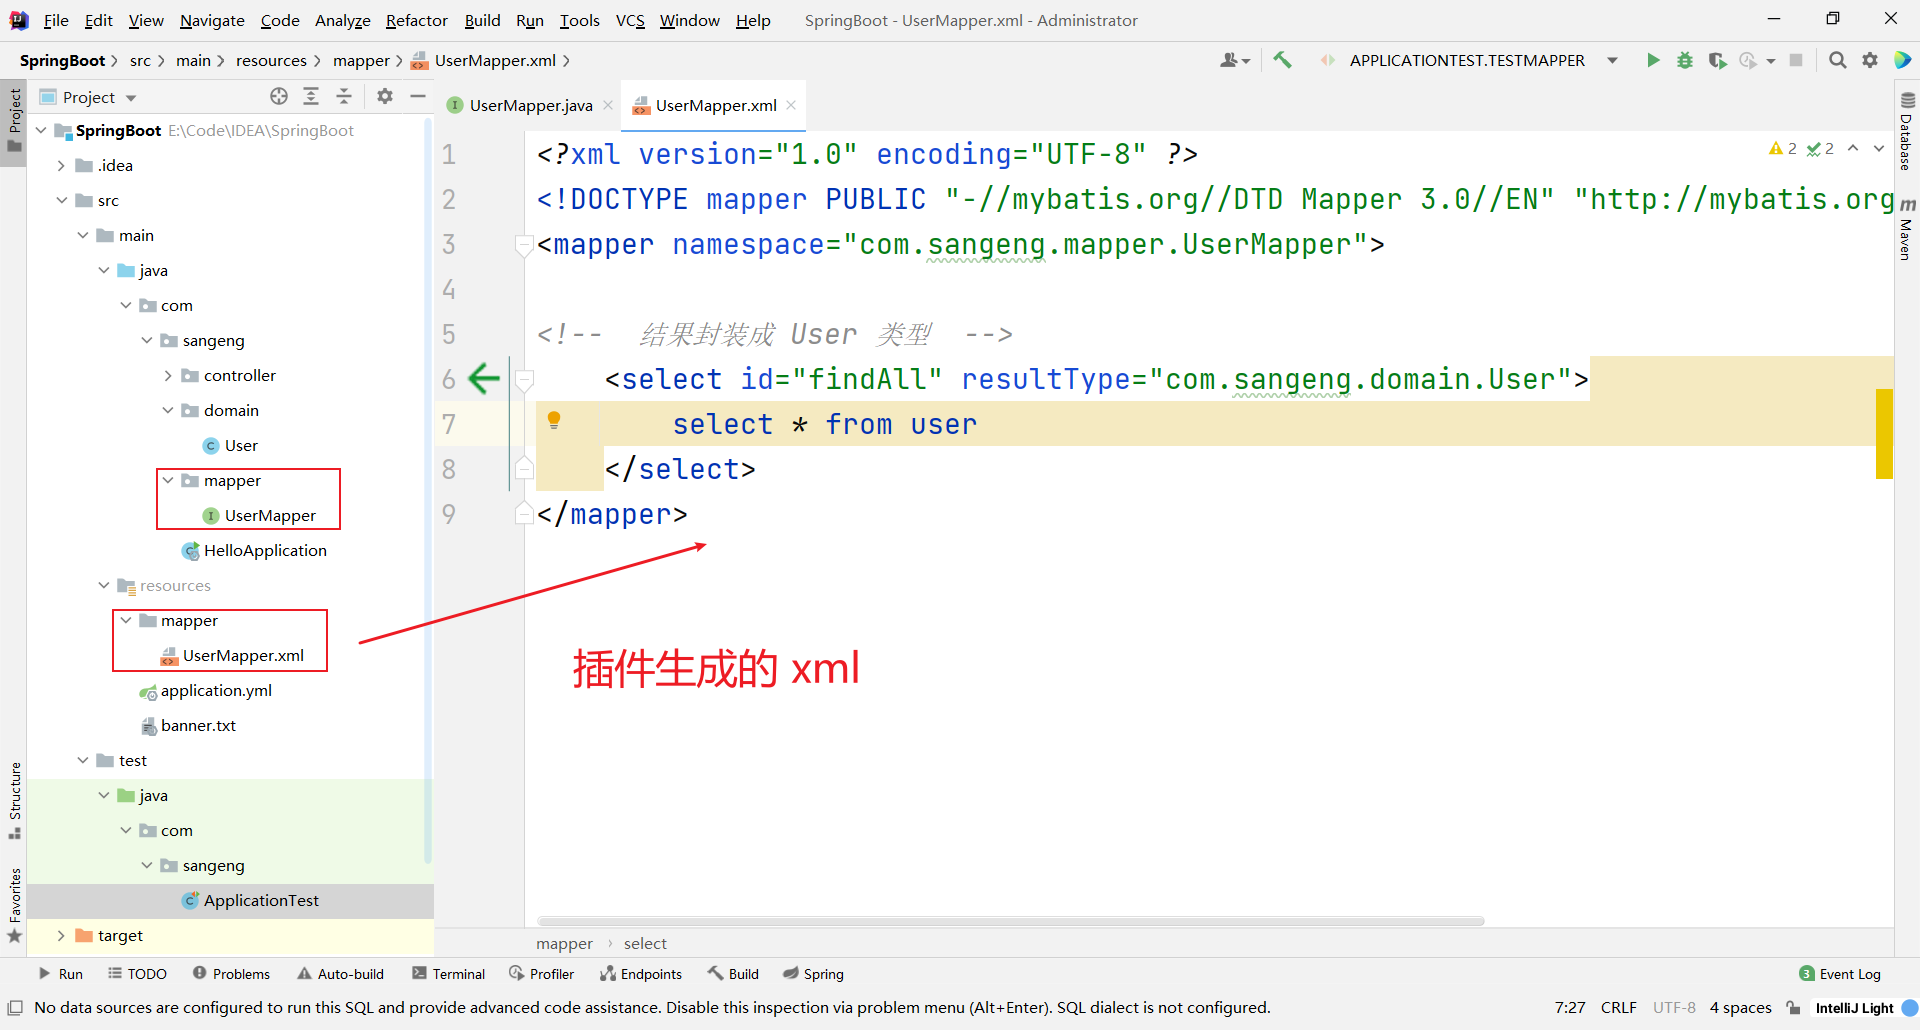 File Edit View Navigate Code Analyze Refactor Build Run Tools VCS Window Help SpringBoot - UserMapper.xml - Administrator
SpringBoot src main resources mapper UserMapper.xml APPLICATIONTEST.TESTMAPPER
Project
Project
UserMapper.java
UserMapper.xml
SpringBoot E:\Code\IDEA\SpringBoot
.idea
src
main
java
com
sangeng
controller
domain
User
mapper
UserMapper
HelloApplication
resources
mapper
UserMapper.xml
application.yml
banner.txt
test
java
com
sangeng
ApplicationTest
target
Structure
Favorites
2 2
1 <?xml version="1.0" encoding="UTF-8" ?>
2 <!DOCTYPE mapper PUBLIC "-//mybatis.org//DTD Mapper 3.0//EN" "http://mybatis.org
3 <mapper namespace="com.sangeng.mapper.UserMapper">
4
5 <!-- 结果封装成 User 类型 -->
6 <select id="findAll" resultType="com.sangeng.domain.User">
7 select * from user
8 </select>
9 </mapper>
插件生成的 xml
Database
m Maven
mapper › select
Run TODO Problems Auto-build Terminal Profiler Endpoints Build Spring 3 Event Log
No data sources are configured to run this SQL and provide advanced code assistance. Disable this inspection via problem menu (Alt+Enter). SQL dialect is not configured. 7:27 CRLF UTF-8 4 spaces IntelliJ Light